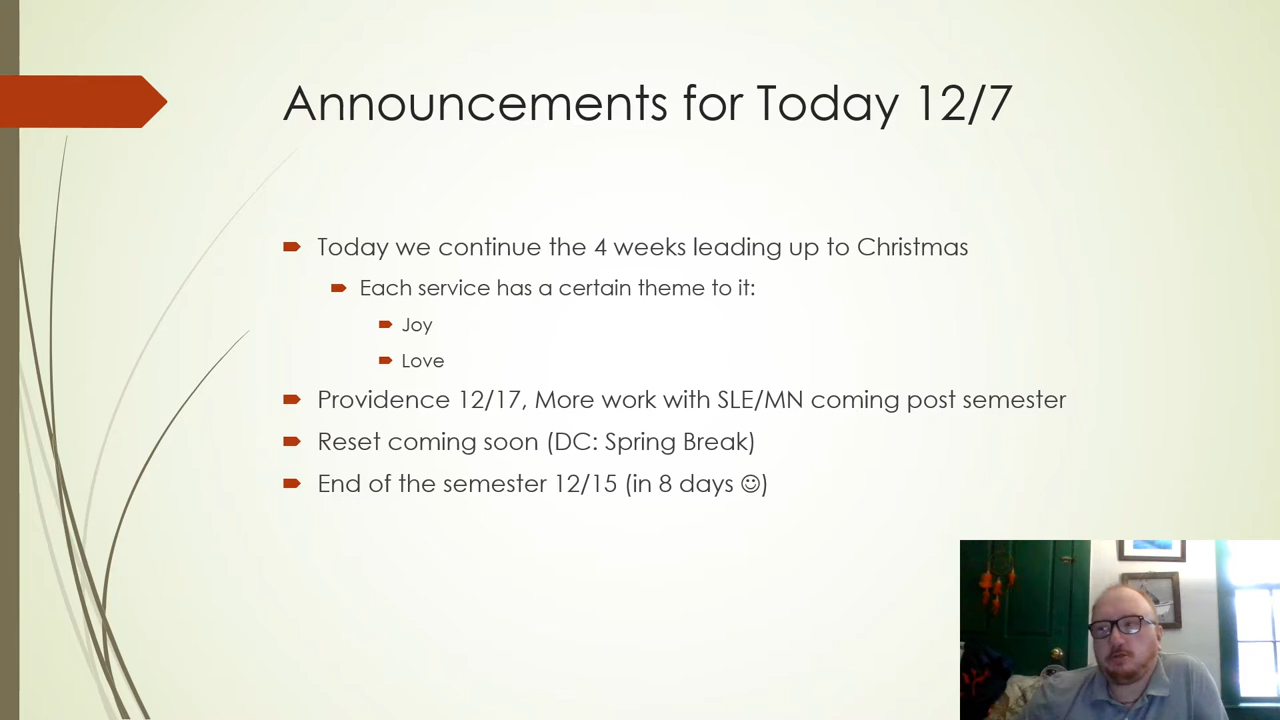 Announcements for Today 12/7
Today we continue the 4 weeks leading up to Christmas
Each service has a certain theme to it:
Joy
Love
Providence 12/17, More work with SLE/MN coming post semester
Reset coming soon (DC: Spring Break)
End of the semester 12/15 (in 8 days ☺)